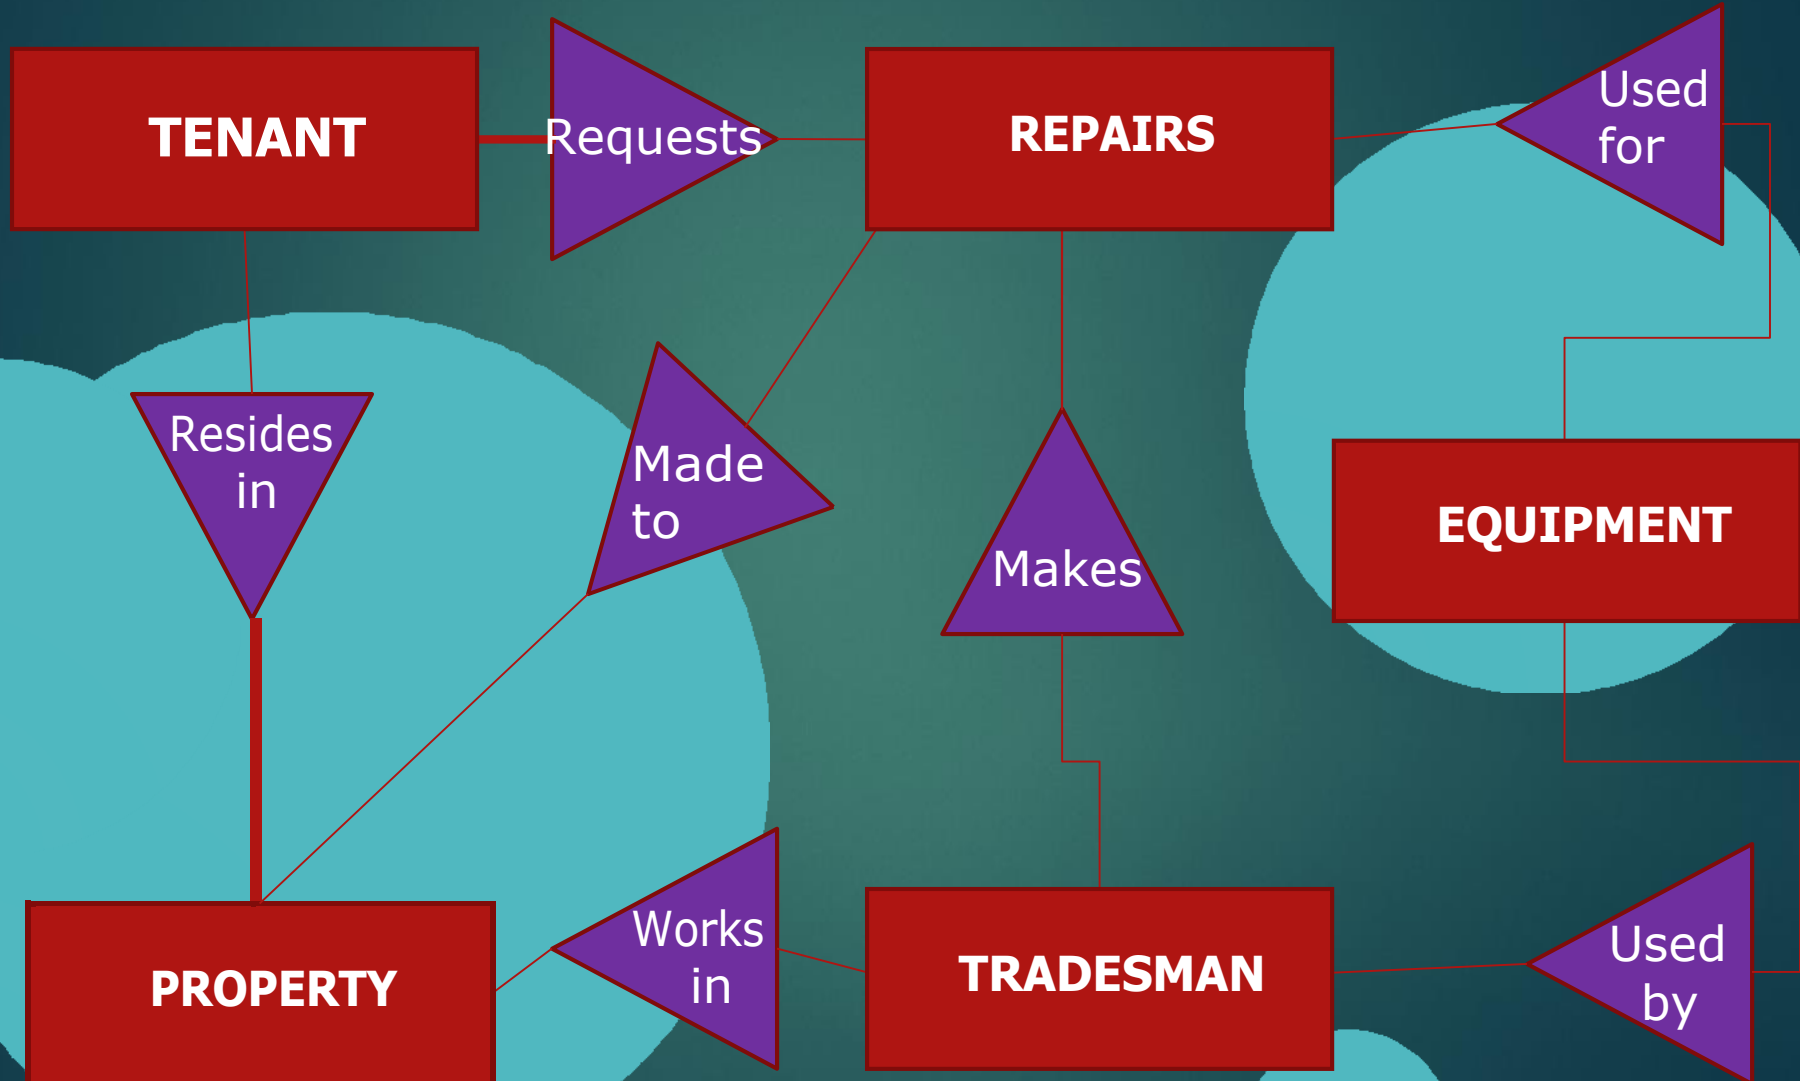 TENANT
Requests
REPAIRS
Used
for
Resides
in
Made
to
Makes
EQUIPMENT
PROPERTY
Works
in
TRADESMAN
Used
by